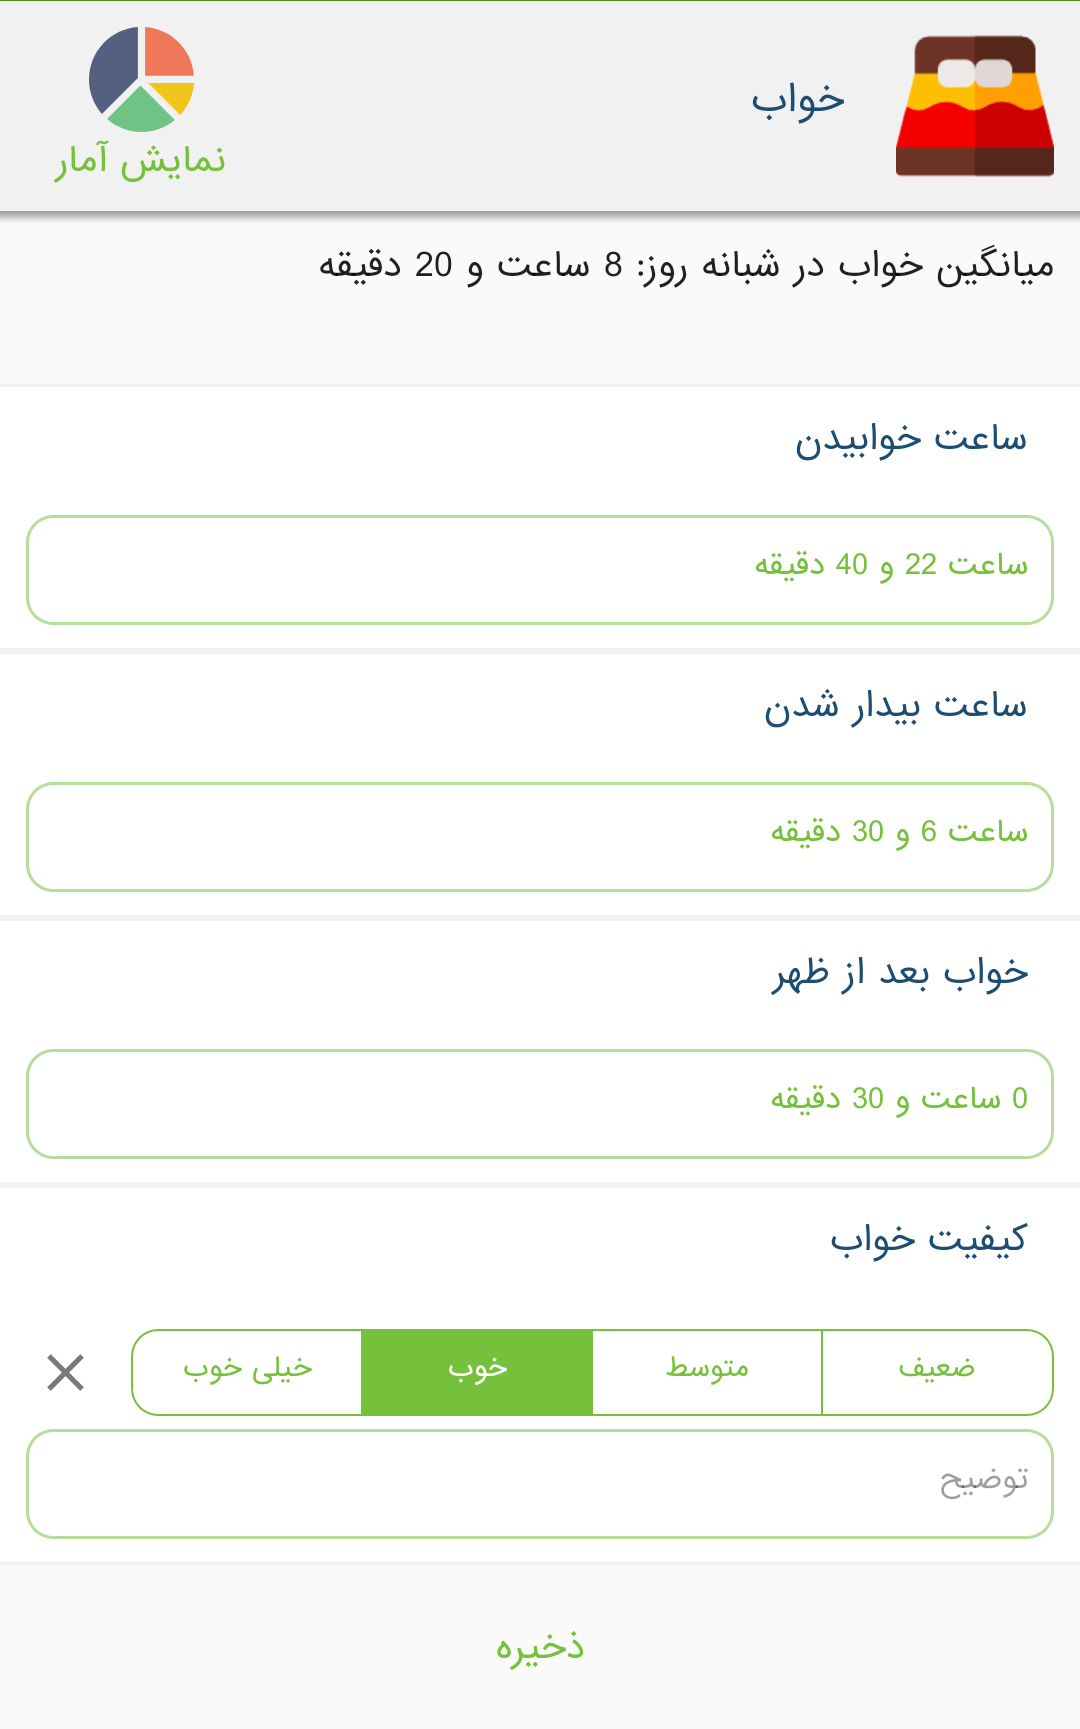 خواب
نمایش آمار
میانگین خواب در شبانه روز: 8 ساعت و 20 دقیقه
ساعت خوابیدن
ساعت 22 و 40 دقیقه
ساعت بیدار شدن
ساعت 6 و 30 دقیقه
خواب بعد از ظهر
0 ساعت و 30 دقیقه
کیفیت خواب
ضعیف متوسط خوب خیلی خوب
توضیح
ذخیره